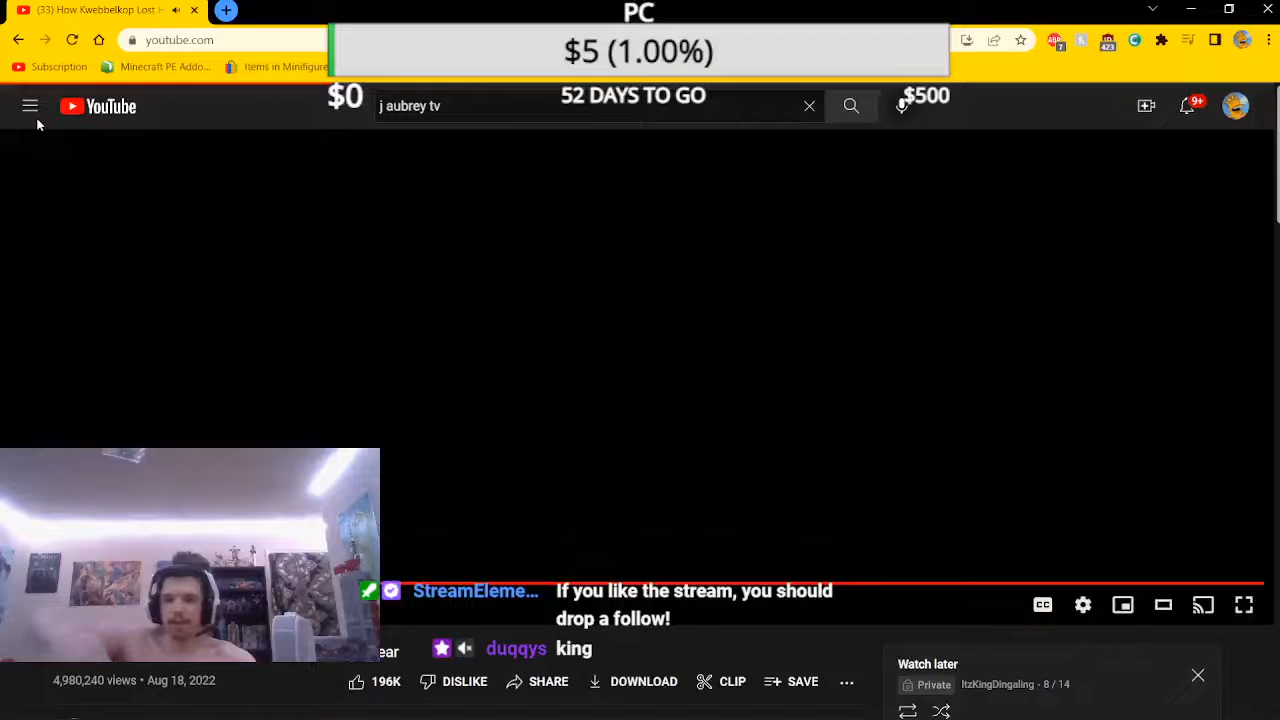 PC
(33) How Kwebbelkop Lost H
$5 (1.00%)
youtube.com
Subscription
Minecraft PE Addo...
Items in Minifigure
7
423
$0
52 DAYS TO GO
$500
YouTube
j aubrey tv
9+
StreamEleme...
If you like the stream, you should
drop a follow!
ear
duqqys king
4,980,240 views • Aug 18, 2022
196K
DISLIKE
SHARE
DOWNLOAD
CLIP
SAVE
CC
Watch later
Private
ItzKingDingaling - 8 / 14